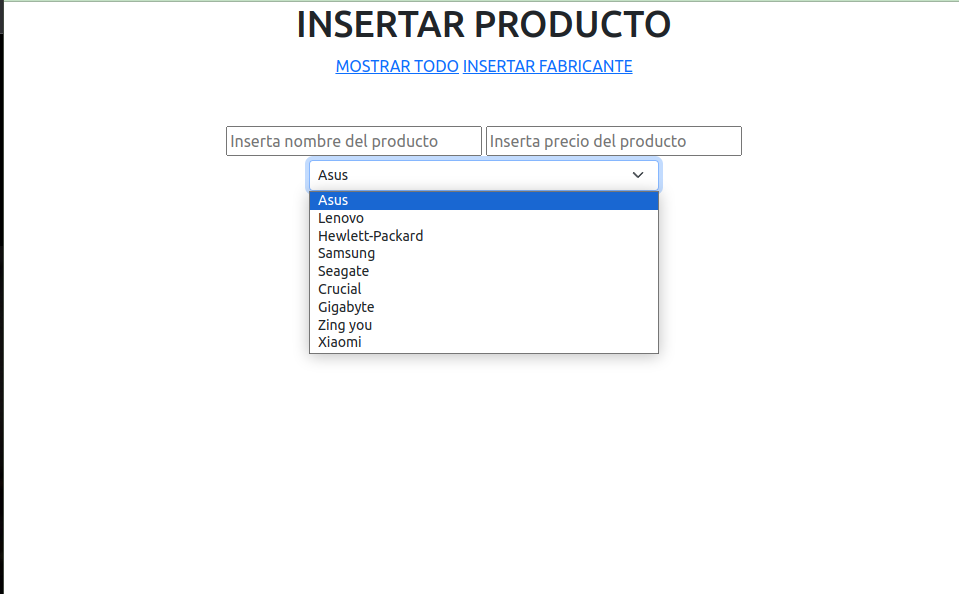 INSERTAR PRODUCTO
MOSTRAR TODO INSERTAR FABRICANTE
Inserta nombre del producto Inserta precio del producto
Asus
Asus
Lenovo
Hewlett-Packard
Samsung
Seagate
Crucial
Gigabyte
Zing you
Xiaomi